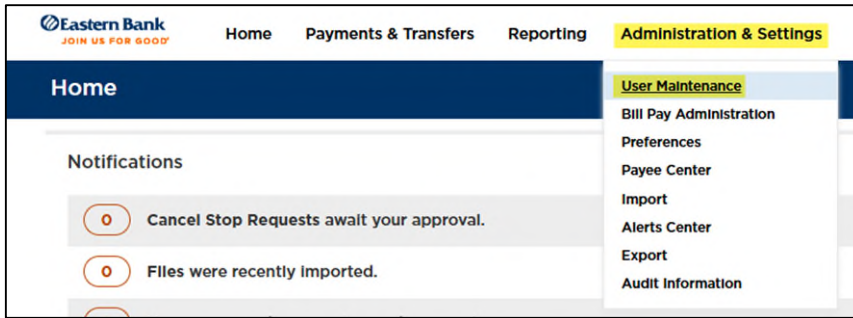 Eastern Bank
JOIN US FOR GOOD®
Home Payments & Transfers Reporting Administration & Settings
Home
User Maintenance
Bill Pay Administration
Preferences
Payee Center
Import
Alerts Center
Export
Audit Information
Notifications
0 Cancel Stop Requests await your approval.
0 Files were recently imported.